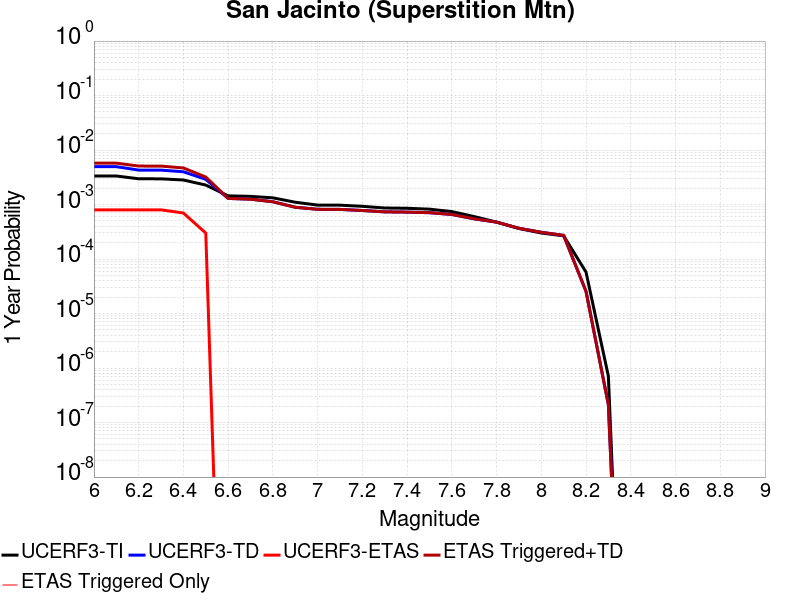 San Jacinto (Superstition Mtn)
10^0
10^-1
10^-2
10^-3
10^-4
10^-5
10^-6
10^-7
10^-8
1 Year Probability
6 6.2 6.4 6.6 6.8 7 7.2 7.4 7.6 7.8 8 8.2 8.4 8.6 8.8 9
Magnitude
UCERF3-TI UCERF3-TD UCERF3-ETAS ETAS Triggered+TD
ETAS Triggered Only